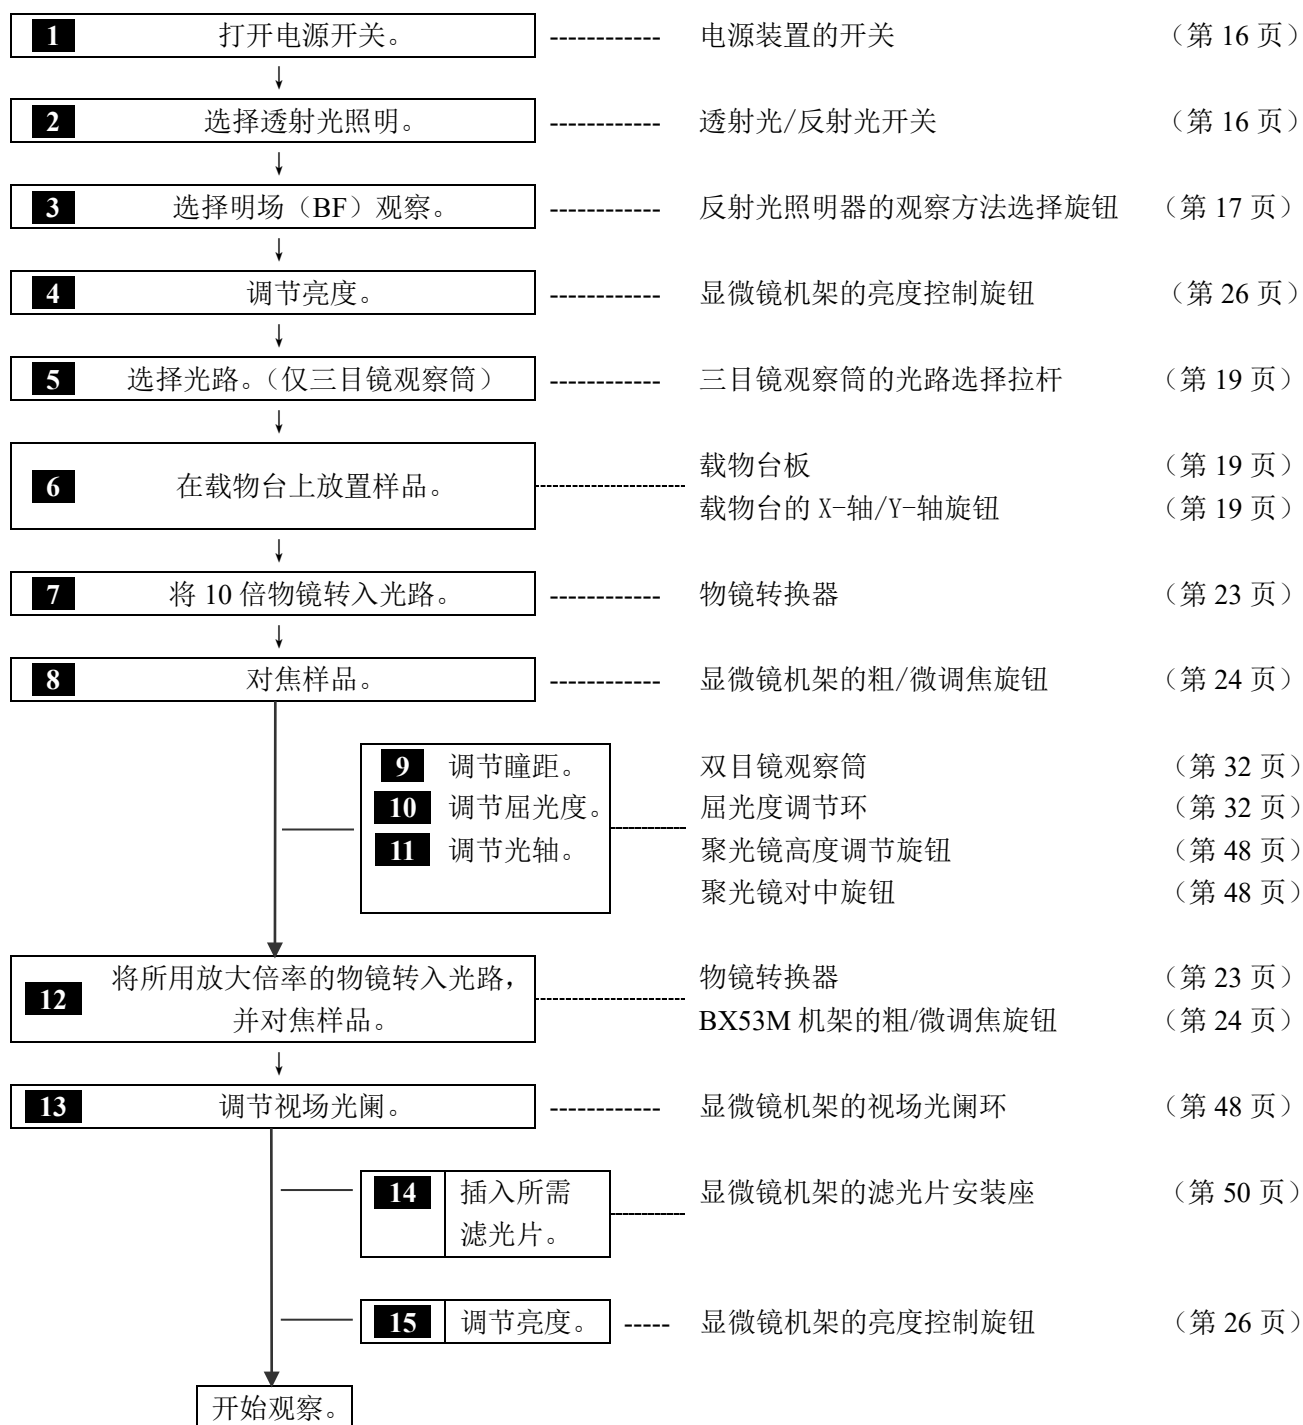 1 打开电源开关。 ------------ 电源装置的开关 （第 16 页）
↓
2 选择透射光照明。 ------------ 透射光/反射光开关 （第 16 页）
↓
3 选择明场（BF）观察。 ------------ 反射光照明器的观察方法选择旋钮 （第 17 页）
↓
4 调节亮度。 ------------ 显微镜机架的亮度控制旋钮 （第 26 页）
↓
5 选择光路。(仅三目镜观察筒) ------------ 三目镜观察筒的光路选择拉杆 （第 19 页）
↓
载物台板 （第 19 页）
6 在载物台上放置样品。
载物台的 X-轴/Y-轴旋钮 （第 19 页）
↓
7 将 10 倍物镜转入光路。 ------------ 物镜转换器 （第 23 页）
↓
8 对焦样品。 ------------ 显微镜机架的粗/微调焦旋钮 （第 24 页）
9 调节瞳距。 双目镜观察筒 （第 32 页）
10 调节屈光度。 屈光度调节环 （第 32 页）
11 调节光轴。 聚光镜高度调节旋钮 （第 48 页）
聚光镜对中旋钮 （第 48 页）
12 将所用放大倍率的物镜转入光路， 物镜转换器 （第 23 页）
并对焦样品。 BX53M 机架的粗/微调焦旋钮 （第 24 页）
↓
13 调节视场光阑。 ------------ 显微镜机架的视场光阑环 （第 48 页）
14 插入所需 显微镜机架的滤光片安装座 （第 50 页）
滤光片。
15 调节亮度。 ----- 显微镜机架的亮度控制旋钮 （第 26 页）
开始观察。